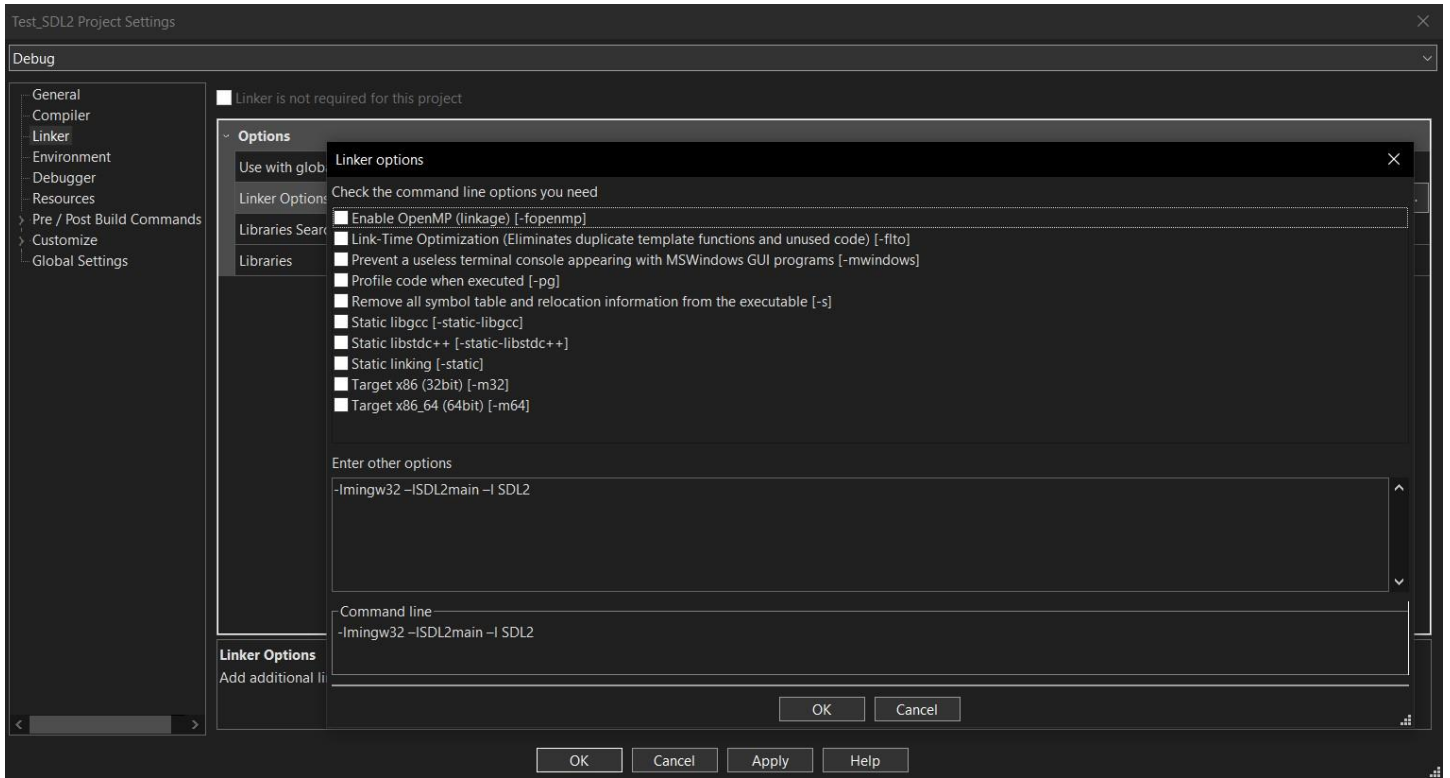 Test_SDL2 Project Settings
Debug
General
Compiler
Linker
Environment
Debugger
Resources
Pre / Post Build Commands
Customize
Global Settings
Linker is not required for this project
Options
Use with glob
Linker Options
Libraries Sear
Libraries
Linker options
Check the command line options you need
Enable OpenMP (linkage) [-fopenmp]
Link-Time Optimization (Eliminates duplicate template functions and unused code) [-flto]
Prevent a useless terminal console appearing with MSWindows GUI programs [-mwindows]
Profile code when executed [-pg]
Remove all symbol table and relocation information from the executable [-s]
Static libgcc [-static-libgcc]
Static libstdc++ [-static-libstdc++]
Static linking [-static]
Target x86 (32bit) [-m32]
Target x86_64 (64bit) [-m64]
Enter other options
-lmingw32 –lSDL2main –l SDL2
Command line
-lmingw32 –lSDL2main –l SDL2
OK Cancel
Linker Options
Add additional li
OK Cancel Apply Help